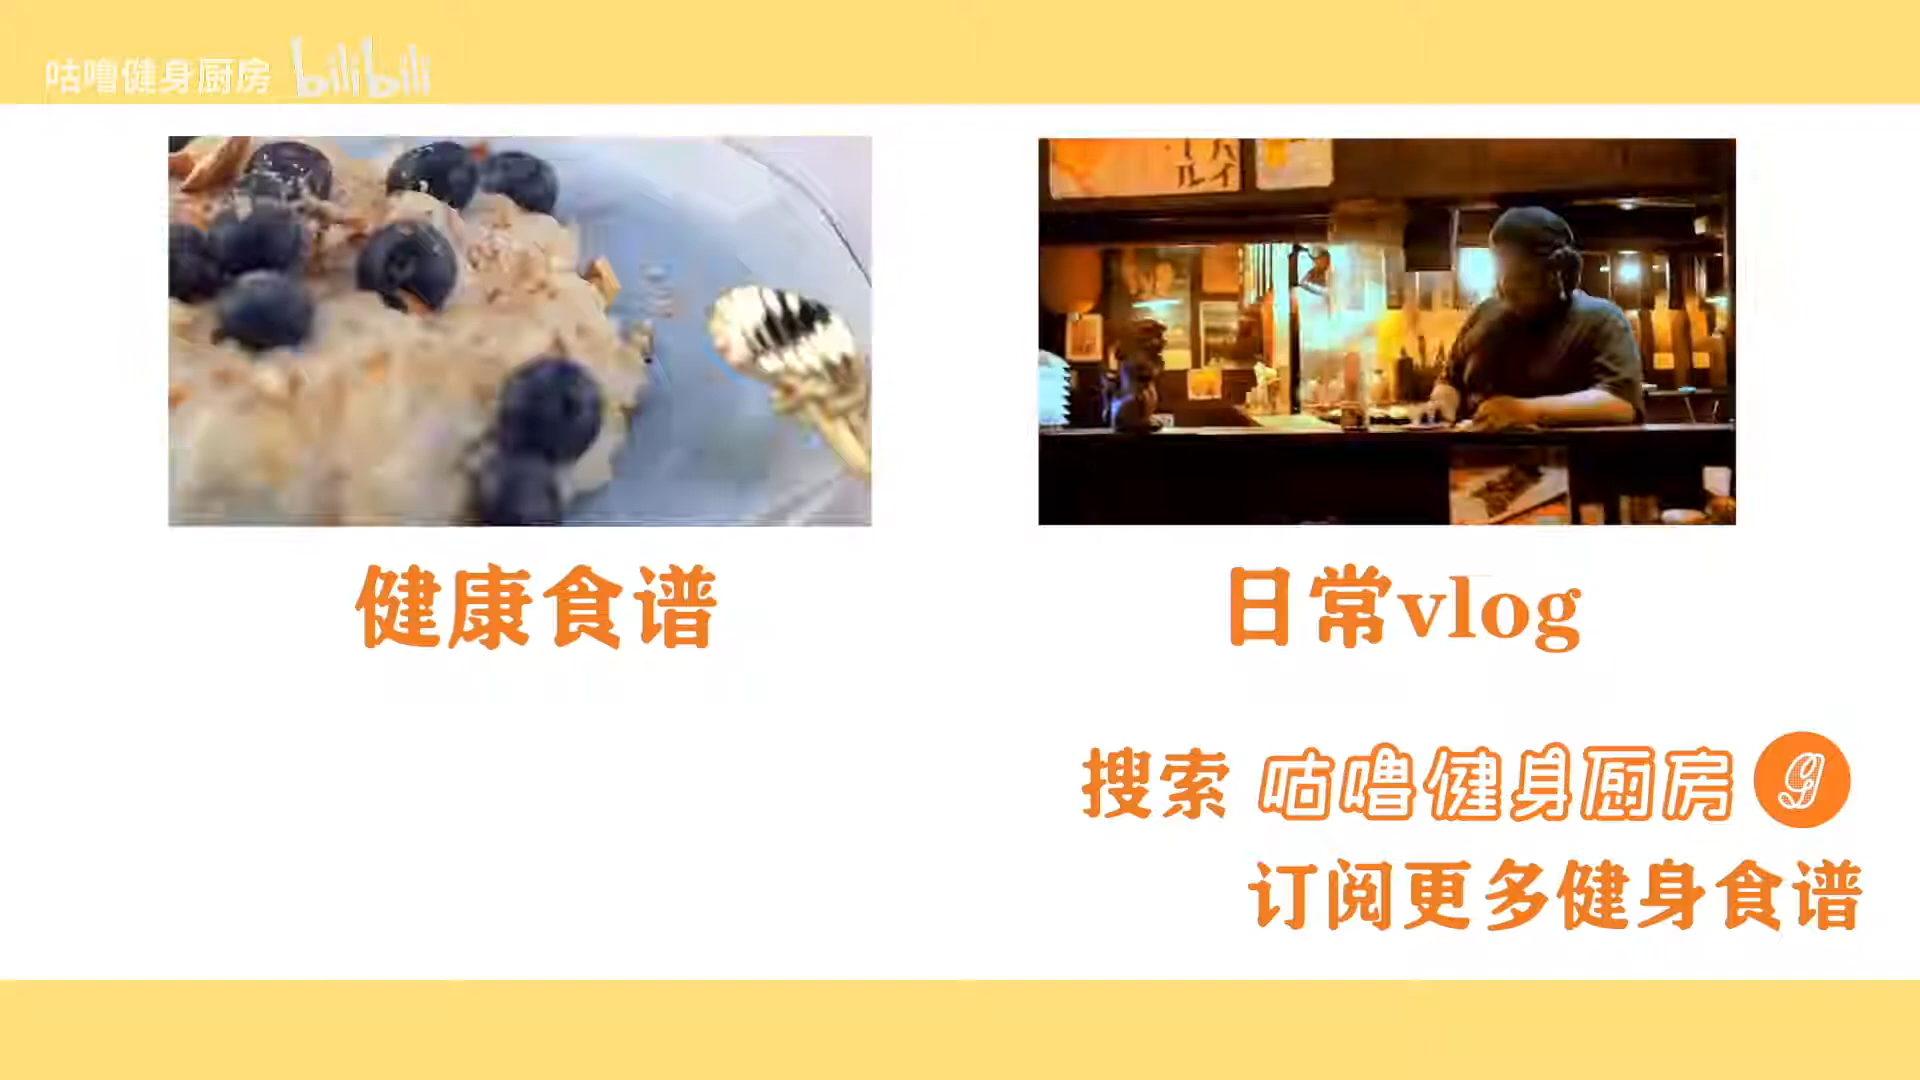 咕噜健身厨房 bilibili
健康食谱
日常vlog
搜索 咕噜健身厨房 g
订阅更多健身食谱